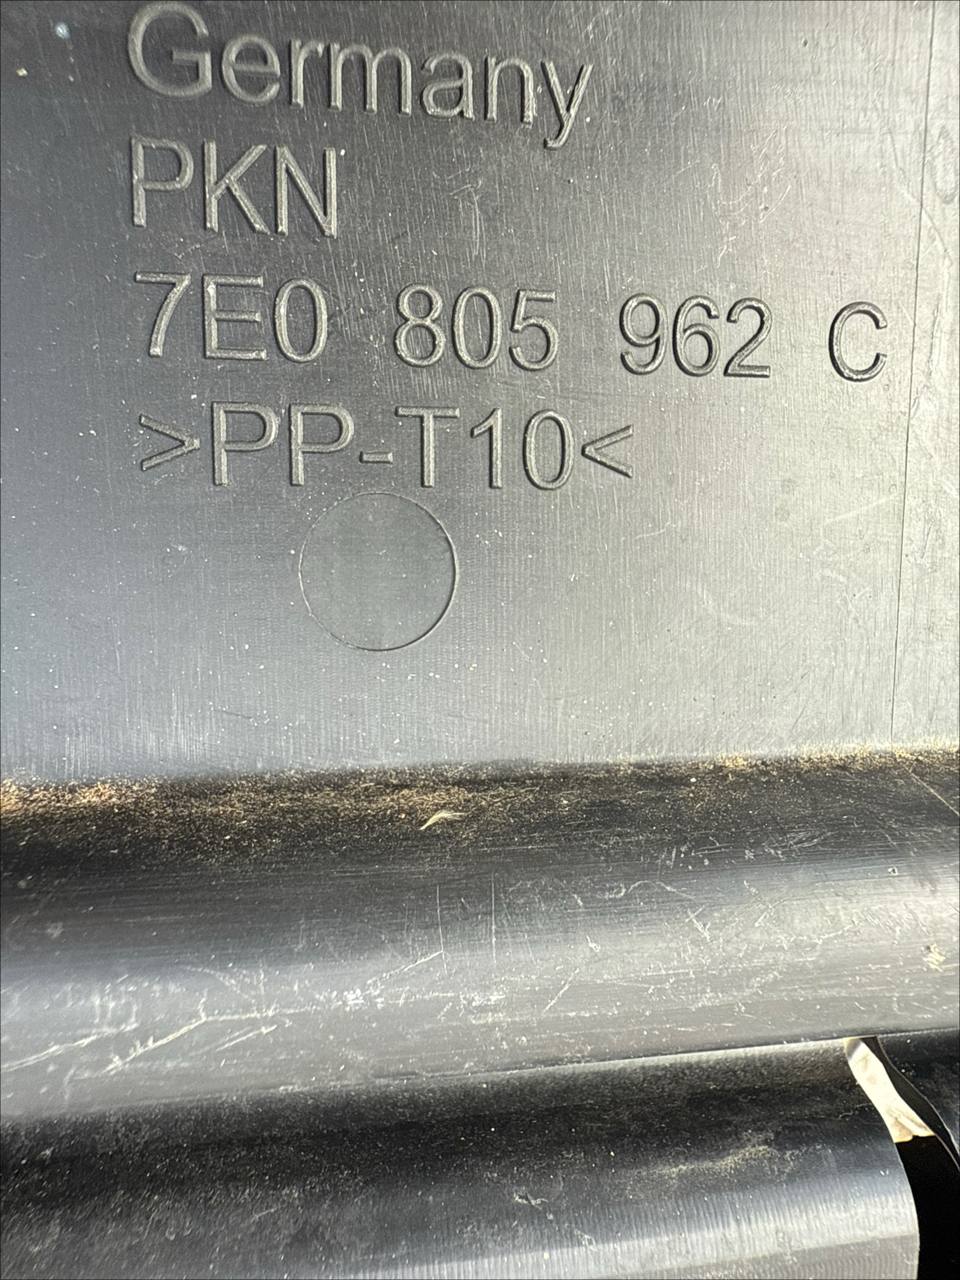 Germany
PKN
7E0 805 962 C
>PP-T10<